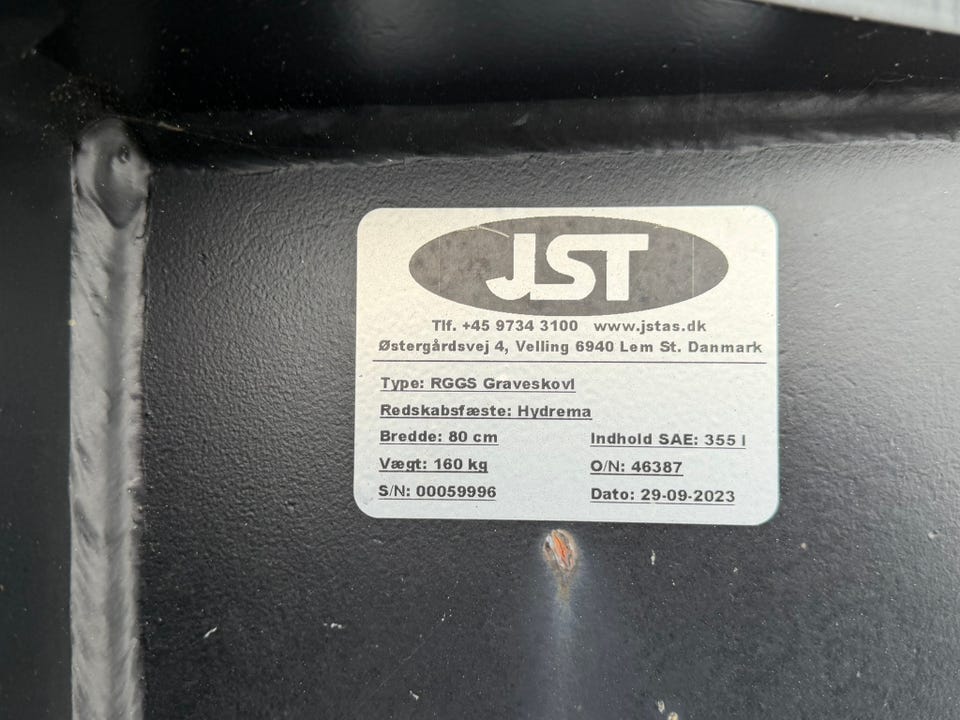 JST
Tlf. +45 9734 3100 www.jstas.dk
Østergårdsvej 4, Velling 6940 Lem St. Danmark
Type: RGGS Graveskovl
Redskabsfæste: Hydrema
Bredde: 80 cm Indhold SAE: 355 l
Vægt: 160 kg O/N: 46387
S/N: 00059996 Dato: 29-09-2023